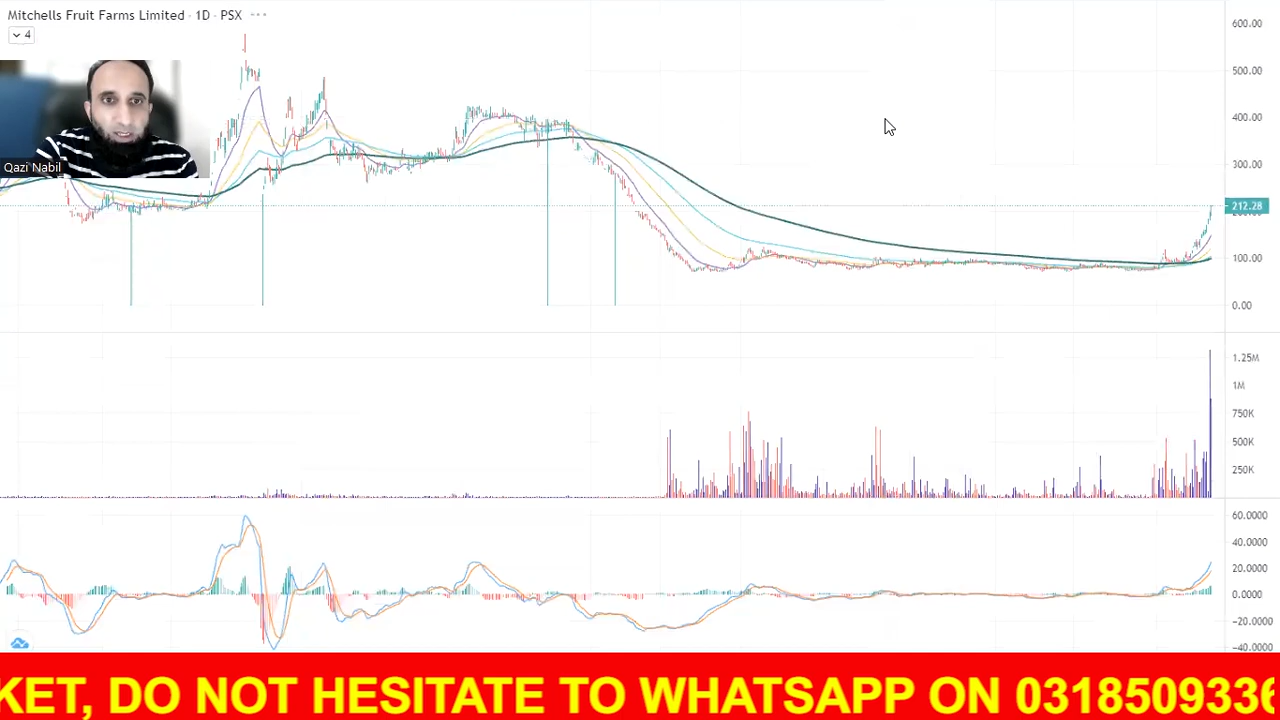 Mitchells Fruit Farms Limited · 1D · PSX ···
4
Qazi Nabil
600.00
500.00
400.00
300.00
212.28
100.00
0.00
1.25M
1M
750K
500K
250K
60.0000
40.0000
20.0000
0.0000
−20.0000
−40.0000
KET, DO NOT HESITATE TO WHATSAPP ON 0318509336